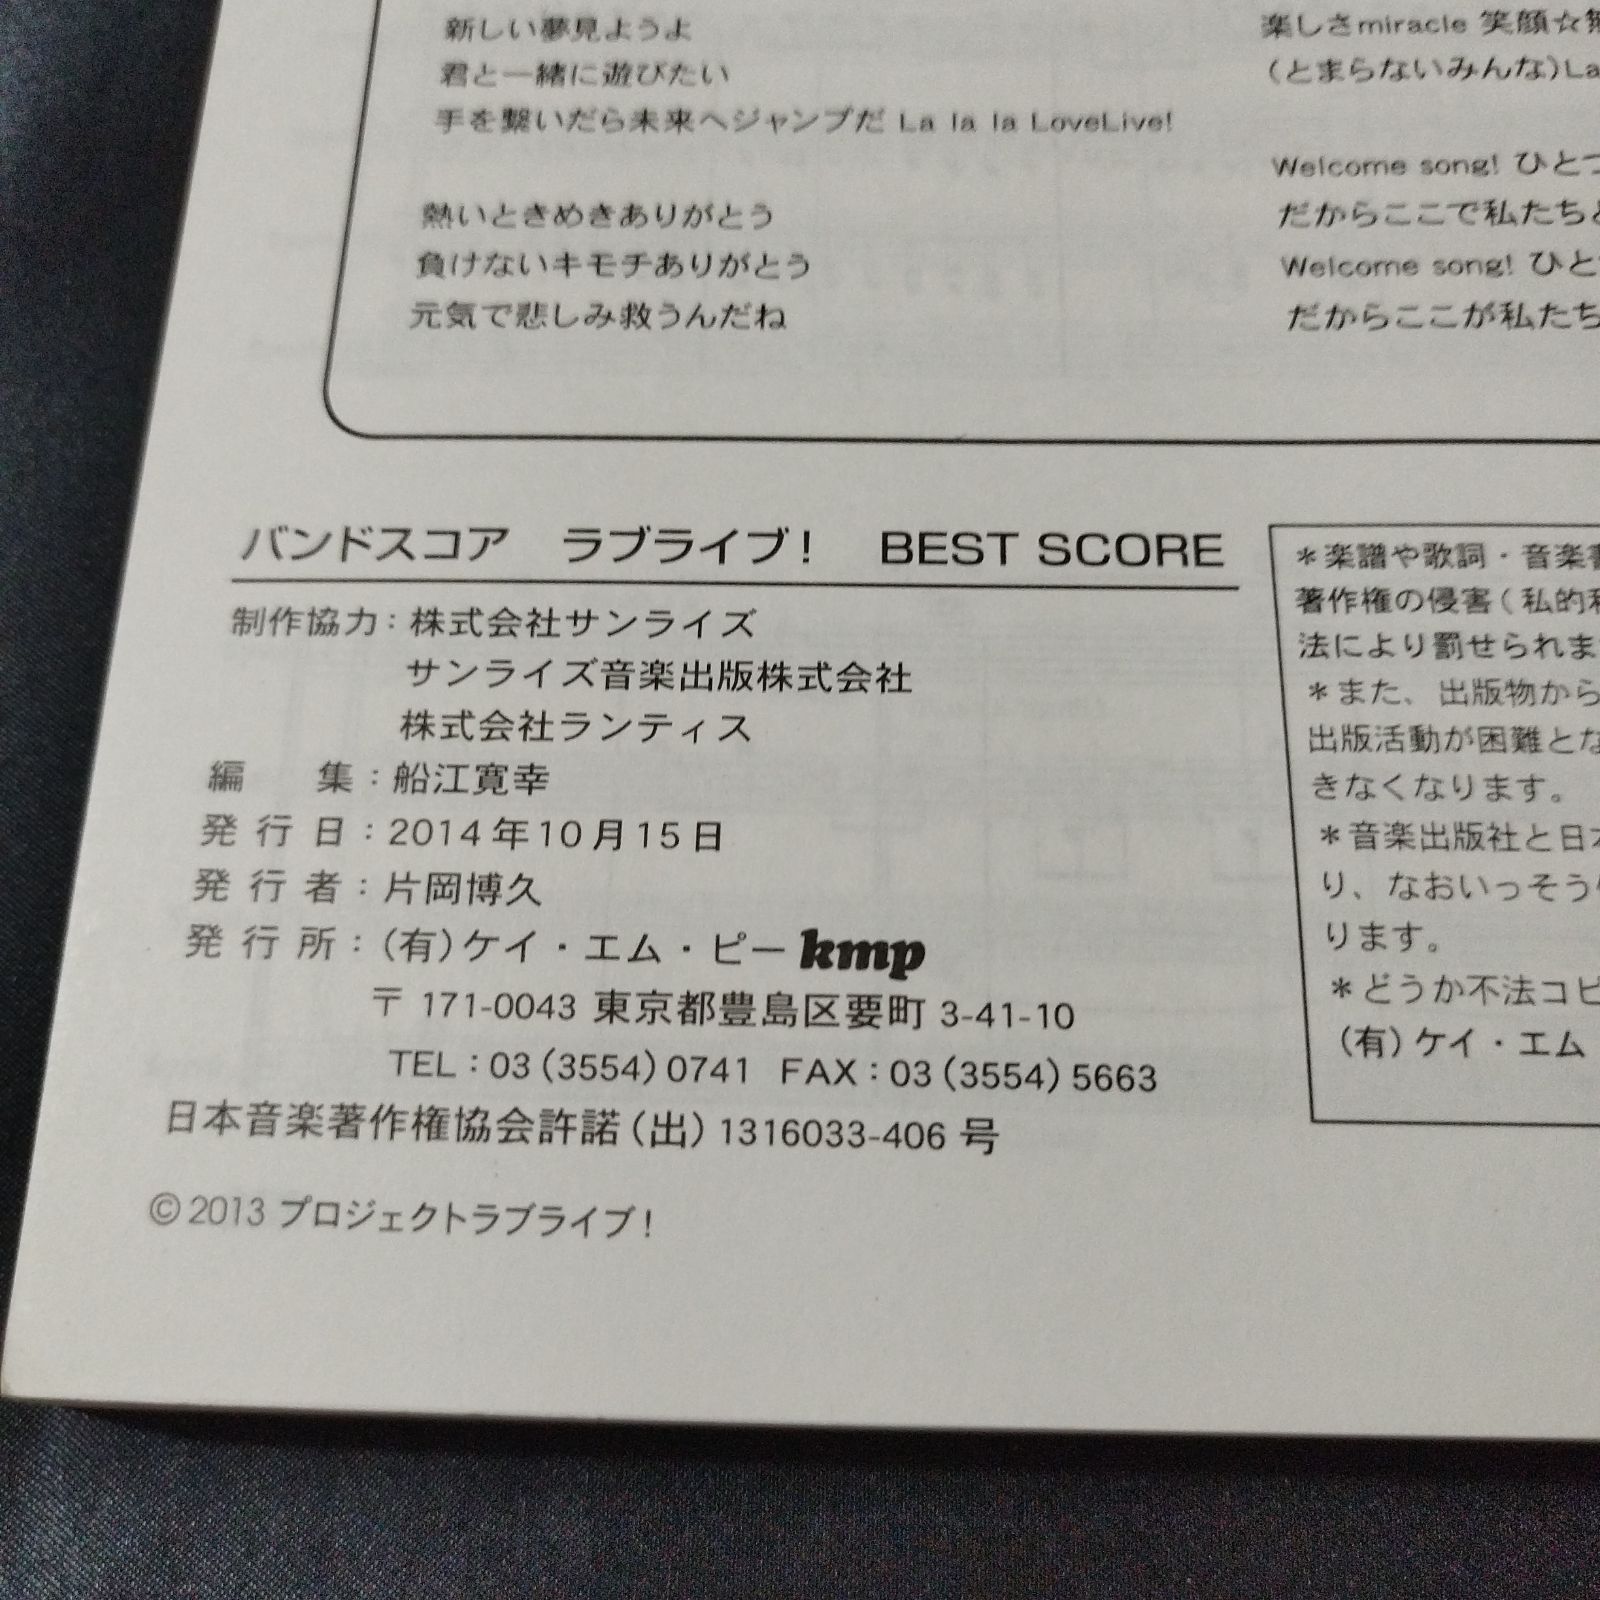 新しい夢見ようよ
君と一緒に遊びたい
手を繋いだら未来へジャンプだ La la la LoveLive!
熱いときめきありがとう
負けないキモチありがとう
元気で悲しみ救うんだね
楽しさmiracle 笑顔☆
(とまらないみんな)La
Welcome song! ひとつ
だからここで私たち
Welcome song! ひと
だからここが私たち
バンドスコア ラブライブ! BEST SCORE
制作協力:株式会社サンライズ
サンライズ音楽出版株式会社
株式会社ランティス
編 集:船江寛幸
発 行 日:2014年10月15日
発 行 者:片岡博久
発 行 所:(有)ケイ・エム・ピー kmp
〒171-0043 東京都豊島区要町 3-41-10
TEL:03(3554)0741 FAX:03(3554)5663
日本音楽著作権協会許諾(出)1316033-406 号
©2013 プロジェクトラブライブ!
*楽譜や歌詞・音楽書
著作権の侵害(私的
法により罰せられま
*また、出版物から
出版活動が困難とな
きなくなります。
*音楽出版社と日本
り、なおいっそう
ります。
*どうか不法コピ
(有)ケイ・エム